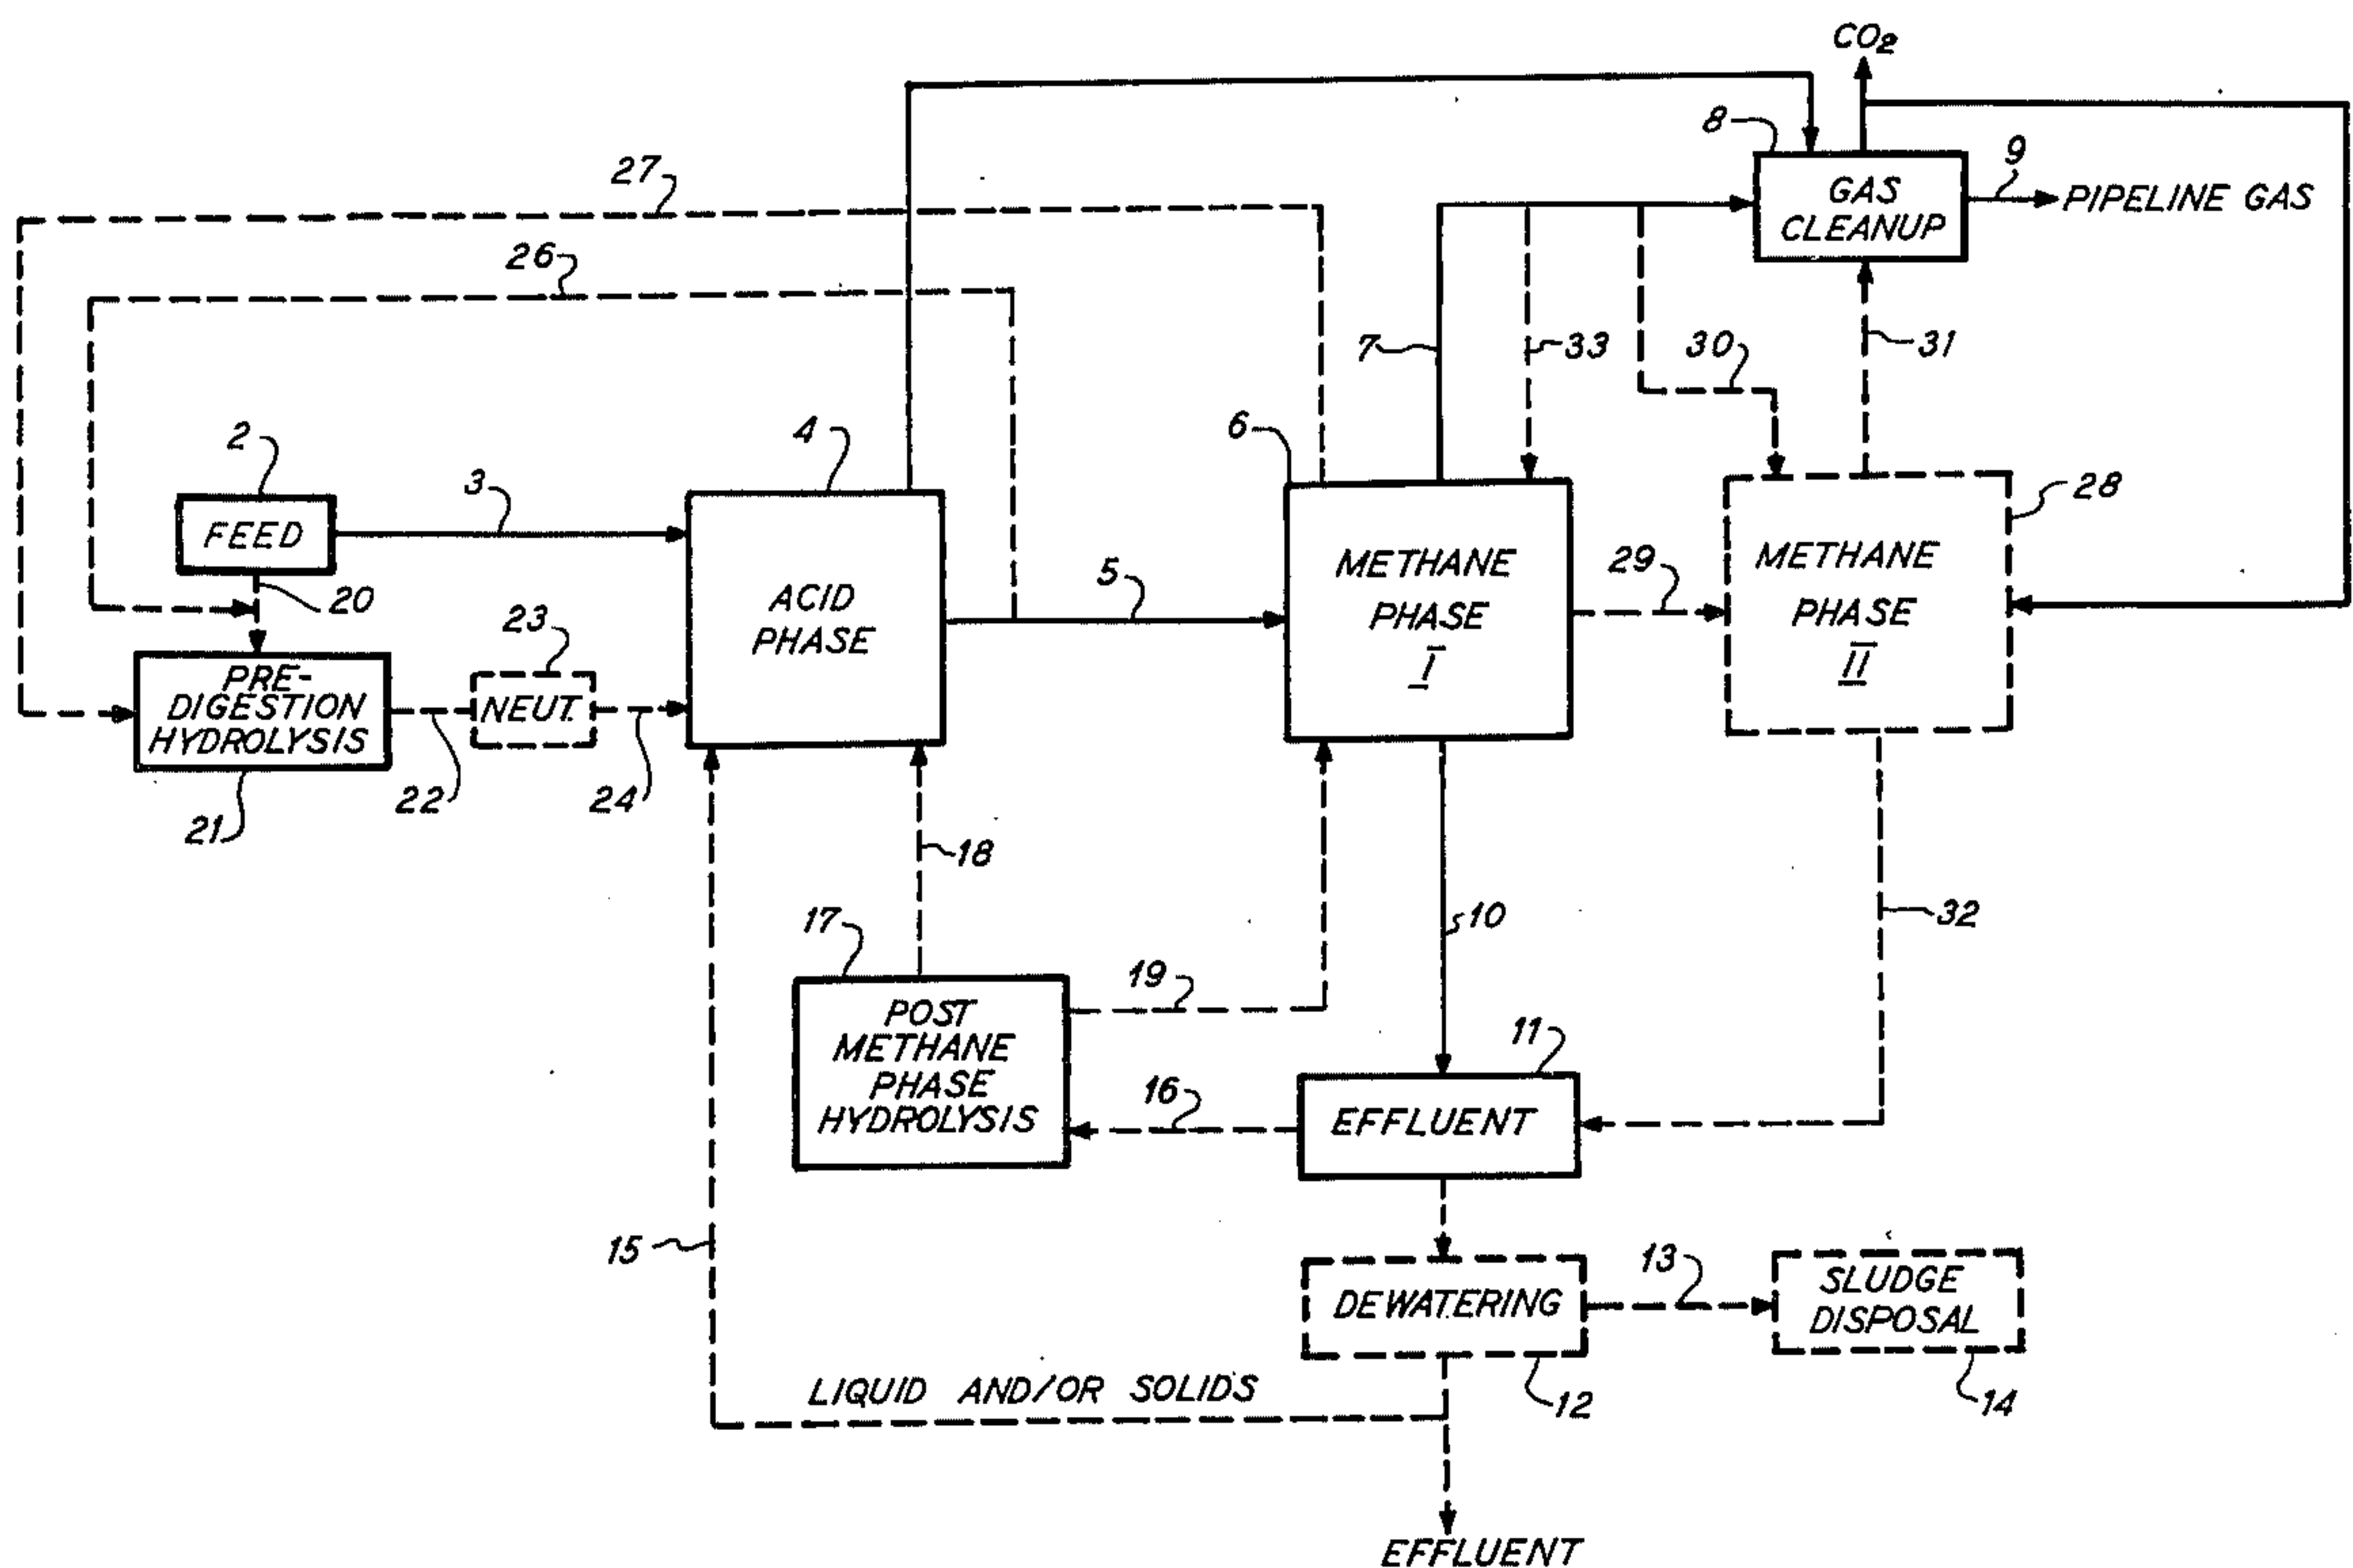 CO2
8
9
GAS
CLEANUP
PIPELINE GAS
27
26
7
33
30
31
2
3
4
6
28
FEED
20
5
29
ACID
PHASE
METHANE
PHASE
I
METHANE
PHASE
II
23
PRE-
DIGESTION
HYDROLYSIS
NEUT.
22
24
21
18
17
10
32
19
POST
METHANE
PHASE
HYDROLYSIS
11
16
EFFLUENT
15
13
DEWATERING
SLUDGE
DISPOSAL
LIQUID AND/OR SOLIDS
12
14
EFFLUENT